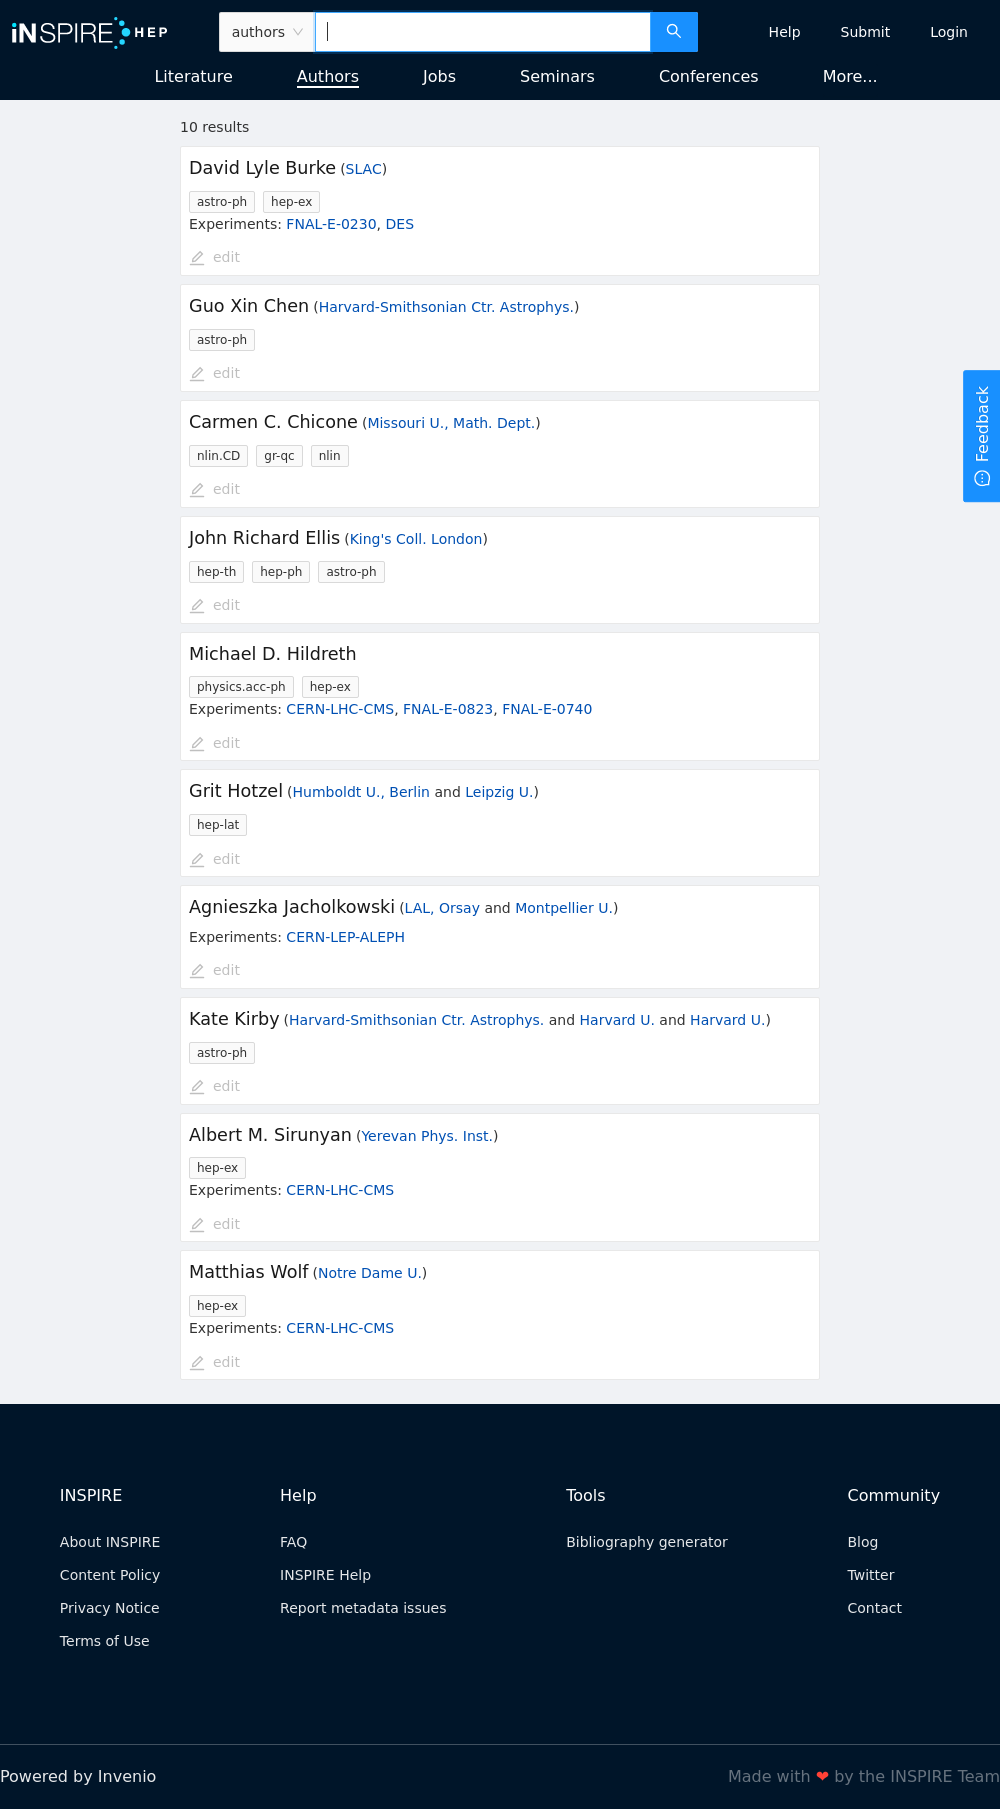 iNSPIRE HEP
authors
Help
Submit
Login
Literature
Authors
Jobs
Seminars
Conferences
More...
10 results
David Lyle Burke (SLAC)
astro-ph hep-ex
Experiments: FNAL-E-0230, DES
edit
Guo Xin Chen (Harvard-Smithsonian Ctr. Astrophys.)
astro-ph
edit
Carmen C. Chicone (Missouri U., Math. Dept.)
nlin.CD gr-qc nlin
edit
Feedback
John Richard Ellis (King's Coll. London)
hep-th hep-ph astro-ph
edit
Michael D. Hildreth
physics.acc-ph hep-ex
Experiments: CERN-LHC-CMS, FNAL-E-0823, FNAL-E-0740
edit
Grit Hotzel (Humboldt U., Berlin and Leipzig U.)
hep-lat
edit
Agnieszka Jacholkowski (LAL, Orsay and Montpellier U.)
Experiments: CERN-LEP-ALEPH
edit
Kate Kirby (Harvard-Smithsonian Ctr. Astrophys. and Harvard U. and Harvard U.)
astro-ph
edit
Albert M. Sirunyan (Yerevan Phys. Inst.)
hep-ex
Experiments: CERN-LHC-CMS
edit
Matthias Wolf (Notre Dame U.)
hep-ex
Experiments: CERN-LHC-CMS
edit
INSPIRE
About INSPIRE
Content Policy
Privacy Notice
Terms of Use
Help
FAQ
INSPIRE Help
Report metadata issues
Tools
Bibliography generator
Community
Blog
Twitter
Contact
Powered by Invenio
Made with ❤ by the INSPIRE Team